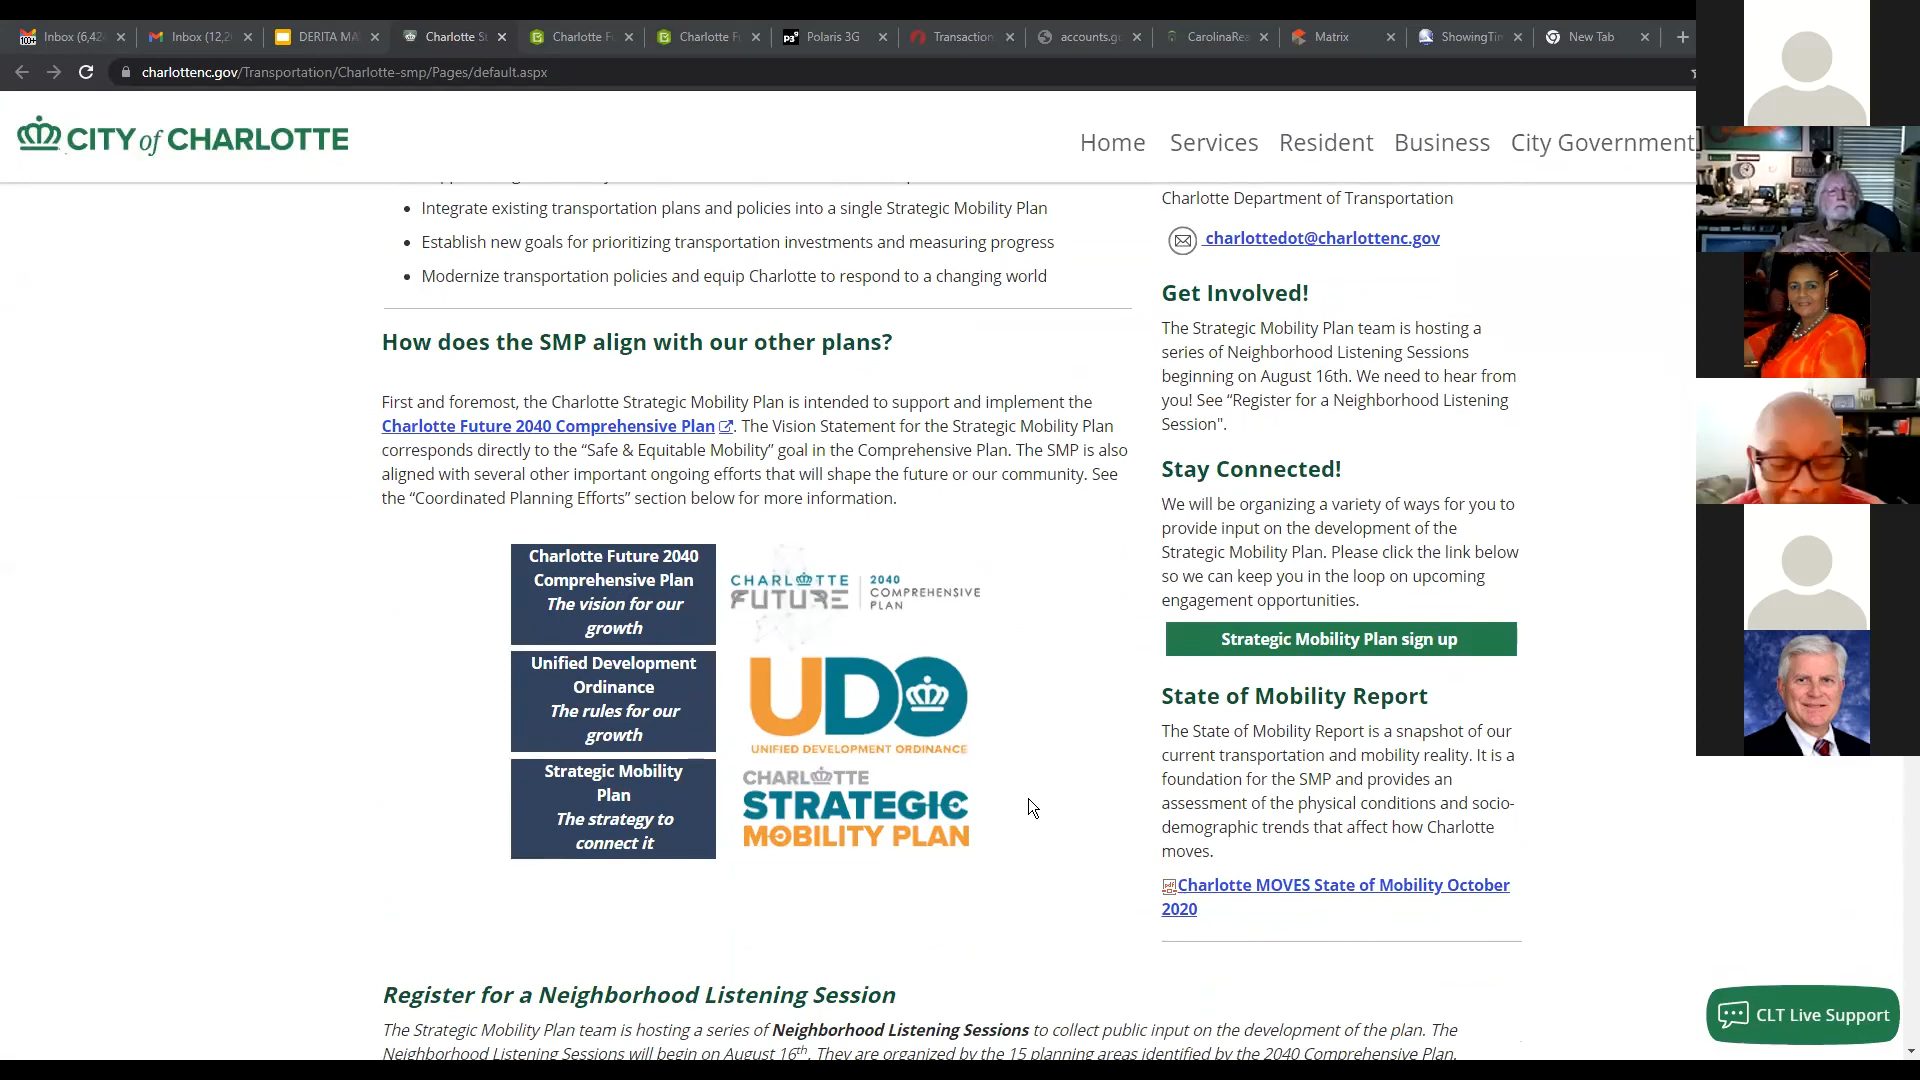 Inbox (6,42
Inbox (12,2
DERITA MA
Charlotte S
Charlotte F
Charlotte F
Polaris 3G
Transaction
accounts.g
CarolinaRea
Matrix
ShowingTi
New Tab
charlottenc.gov/Transportation/Charlotte-smp/Pages/default.aspx
CITY of CHARLOTTE
Home Services Resident Business City Government
Integrate existing transportation plans and policies into a single Strategic Mobility Plan
Establish new goals for prioritizing transportation investments and measuring progress
Modernize transportation policies and equip Charlotte to respond to a changing world
How does the SMP align with our other plans?
First and foremost, the Charlotte Strategic Mobility Plan is intended to support and implement the
Charlotte Future 2040 Comprehensive Plan. The Vision Statement for the Strategic Mobility Plan
corresponds directly to the “Safe & Equitable Mobility” goal in the Comprehensive Plan. The SMP is also
aligned with several other important ongoing efforts that will shape the future or our community. See
the “Coordinated Planning Efforts” section below for more information.
Charlotte Future 2040
Comprehensive Plan
The vision for our
growth
CHARLOTTE
FUTURE
2040
COMPREHENSIVE
PLAN
Unified Development
Ordinance
The rules for our
growth
UDO
UNIFIED DEVELOPMENT ORDINANCE
Strategic Mobility
Plan
The strategy to
connect it
CHARLOTTE
STRATEGIC
MOBILITY PLAN
Register for a Neighborhood Listening Session
The Strategic Mobility Plan team is hosting a series of Neighborhood Listening Sessions to collect public input on the development of the plan. The
Neighborhood Listening Sessions will begin on August 16th. They are organized by the 15 planning areas identified by the 2040 Comprehensive Plan.
Charlotte Department of Transportation
charlottedot@charlottenc.gov
Get Involved!
The Strategic Mobility Plan team is hosting a
series of Neighborhood Listening Sessions
beginning on August 16th. We need to hear from
you! See “Register for a Neighborhood Listening
Session".
Stay Connected!
We will be organizing a variety of ways for you to
provide input on the development of the
Strategic Mobility Plan. Please click the link below
so we can keep you in the loop on upcoming
engagement opportunities.
Strategic Mobility Plan sign up
State of Mobility Report
The State of Mobility Report is a snapshot of our
current transportation and mobility reality. It is a
foundation for the SMP and provides an
assessment of the physical conditions and socio-
demographic trends that affect how Charlotte
moves.
Charlotte MOVES State of Mobility October
2020
CLT Live Support